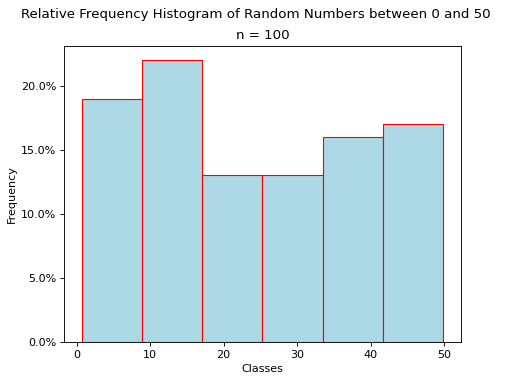 Relative Frequency Histogram of Random Numbers between 0 and 50
n = 100
20.0%
15.0%
10.0%
5.0%
0.0%
Frequency
0 10 20 30 40 50
Classes